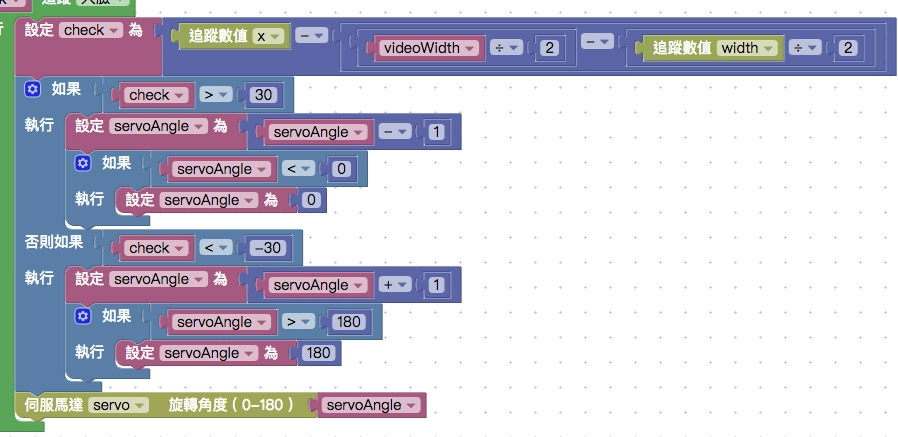 追蹤 人臉
行 設定 check 為 追蹤數值 x - videoWidth ÷ 2 - 追蹤數值 width ÷ 2
如果 check > 30
執行 設定 servoAngle 為 servoAngle - 1
如果 servoAngle < 0
執行 設定 servoAngle 為 0
否則如果 check < -30
執行 設定 servoAngle 為 servoAngle + 1
如果 servoAngle > 180
執行 設定 servoAngle 為 180
伺服馬達 servo 旋轉角度 ( 0-180 ) servoAngle